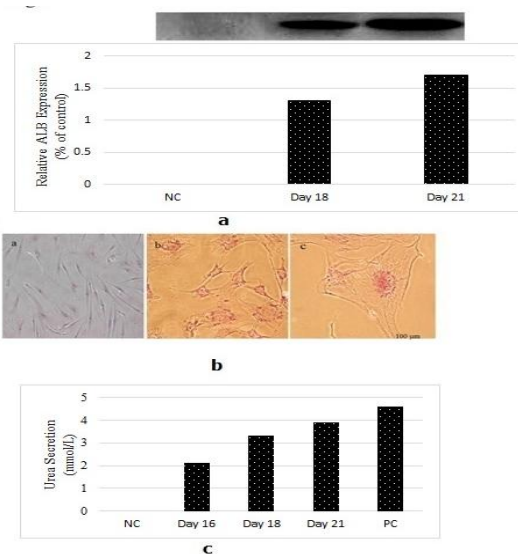 2
1.5
1
0.5
0
Relative ALB Expression
(% of control)
NC Day 18 Day 21
a
a b c
100 µm
b
5
4
3
2
1
0
Urea Secretion
(mmol/L)
NC Day 16 Day 18 Day 21 PC
c